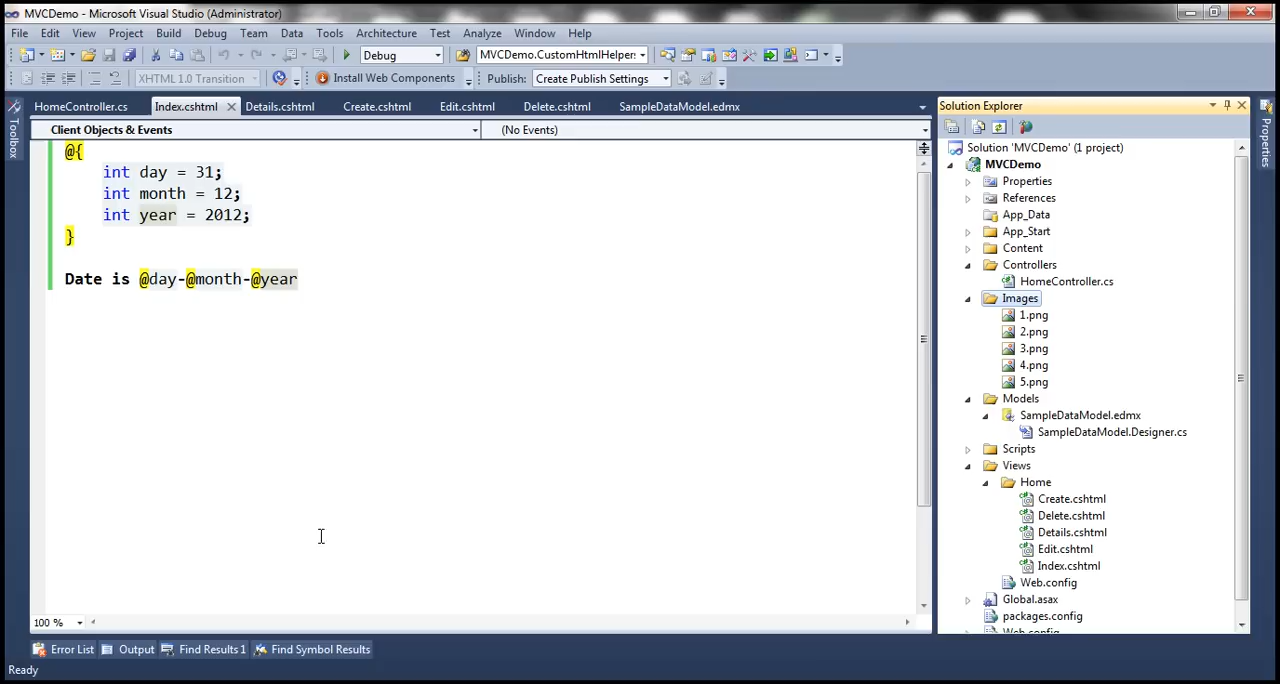 MVCDemo - Microsoft Visual Studio (Administrator)
File Edit View Project Build Debug Team Data Tools Architecture Test Analyze Window Help
Debug MVCDemo.CustomHtmlHelper:
XHTML 1.0 Transition Install Web Components Publish: Create Publish Settings
Toolbox
HomeController.cs Index.cshtml Details.cshtml Create.cshtml Edit.cshtml Delete.cshtml SampleDataModel.edmx
Client Objects & Events (No Events)
@{
int day = 31;
int month = 12;
int year = 2012;
}
Date is @day-@month-@year
100 %
Solution Explorer
Solution 'MVCDemo' (1 project)
MVCDemo
Properties
References
App_Data
App_Start
Content
Controllers
HomeController.cs
Images
1.png
2.png
3.png
4.png
5.png
Models
SampleDataModel.edmx
SampleDataModel.Designer.cs
Scripts
Views
Home
Create.cshtml
Delete.cshtml
Details.cshtml
Edit.cshtml
Index.cshtml
Web.config
Global.asax
packages.config
Web.config
Properties
Error List Output Find Results 1 Find Symbol Results
Ready